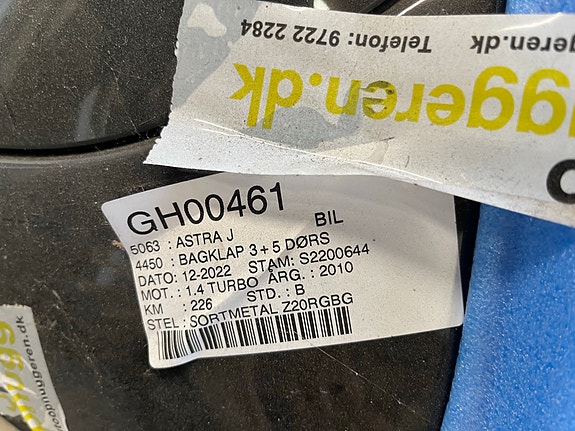 Telefon: 9722 2284
ggeren.dk
uggeren.dk
GH00461 BIL
5063 : ASTRA J
4450 : BAGKLAP 3+5 DØRS
DATO: 12-2022 STAM: S2200644
MOT. : 1.4 TURBO ÅRG. : 2010
KM : 226 STD. : B
STEL : SORTMETAL Z20RGBG